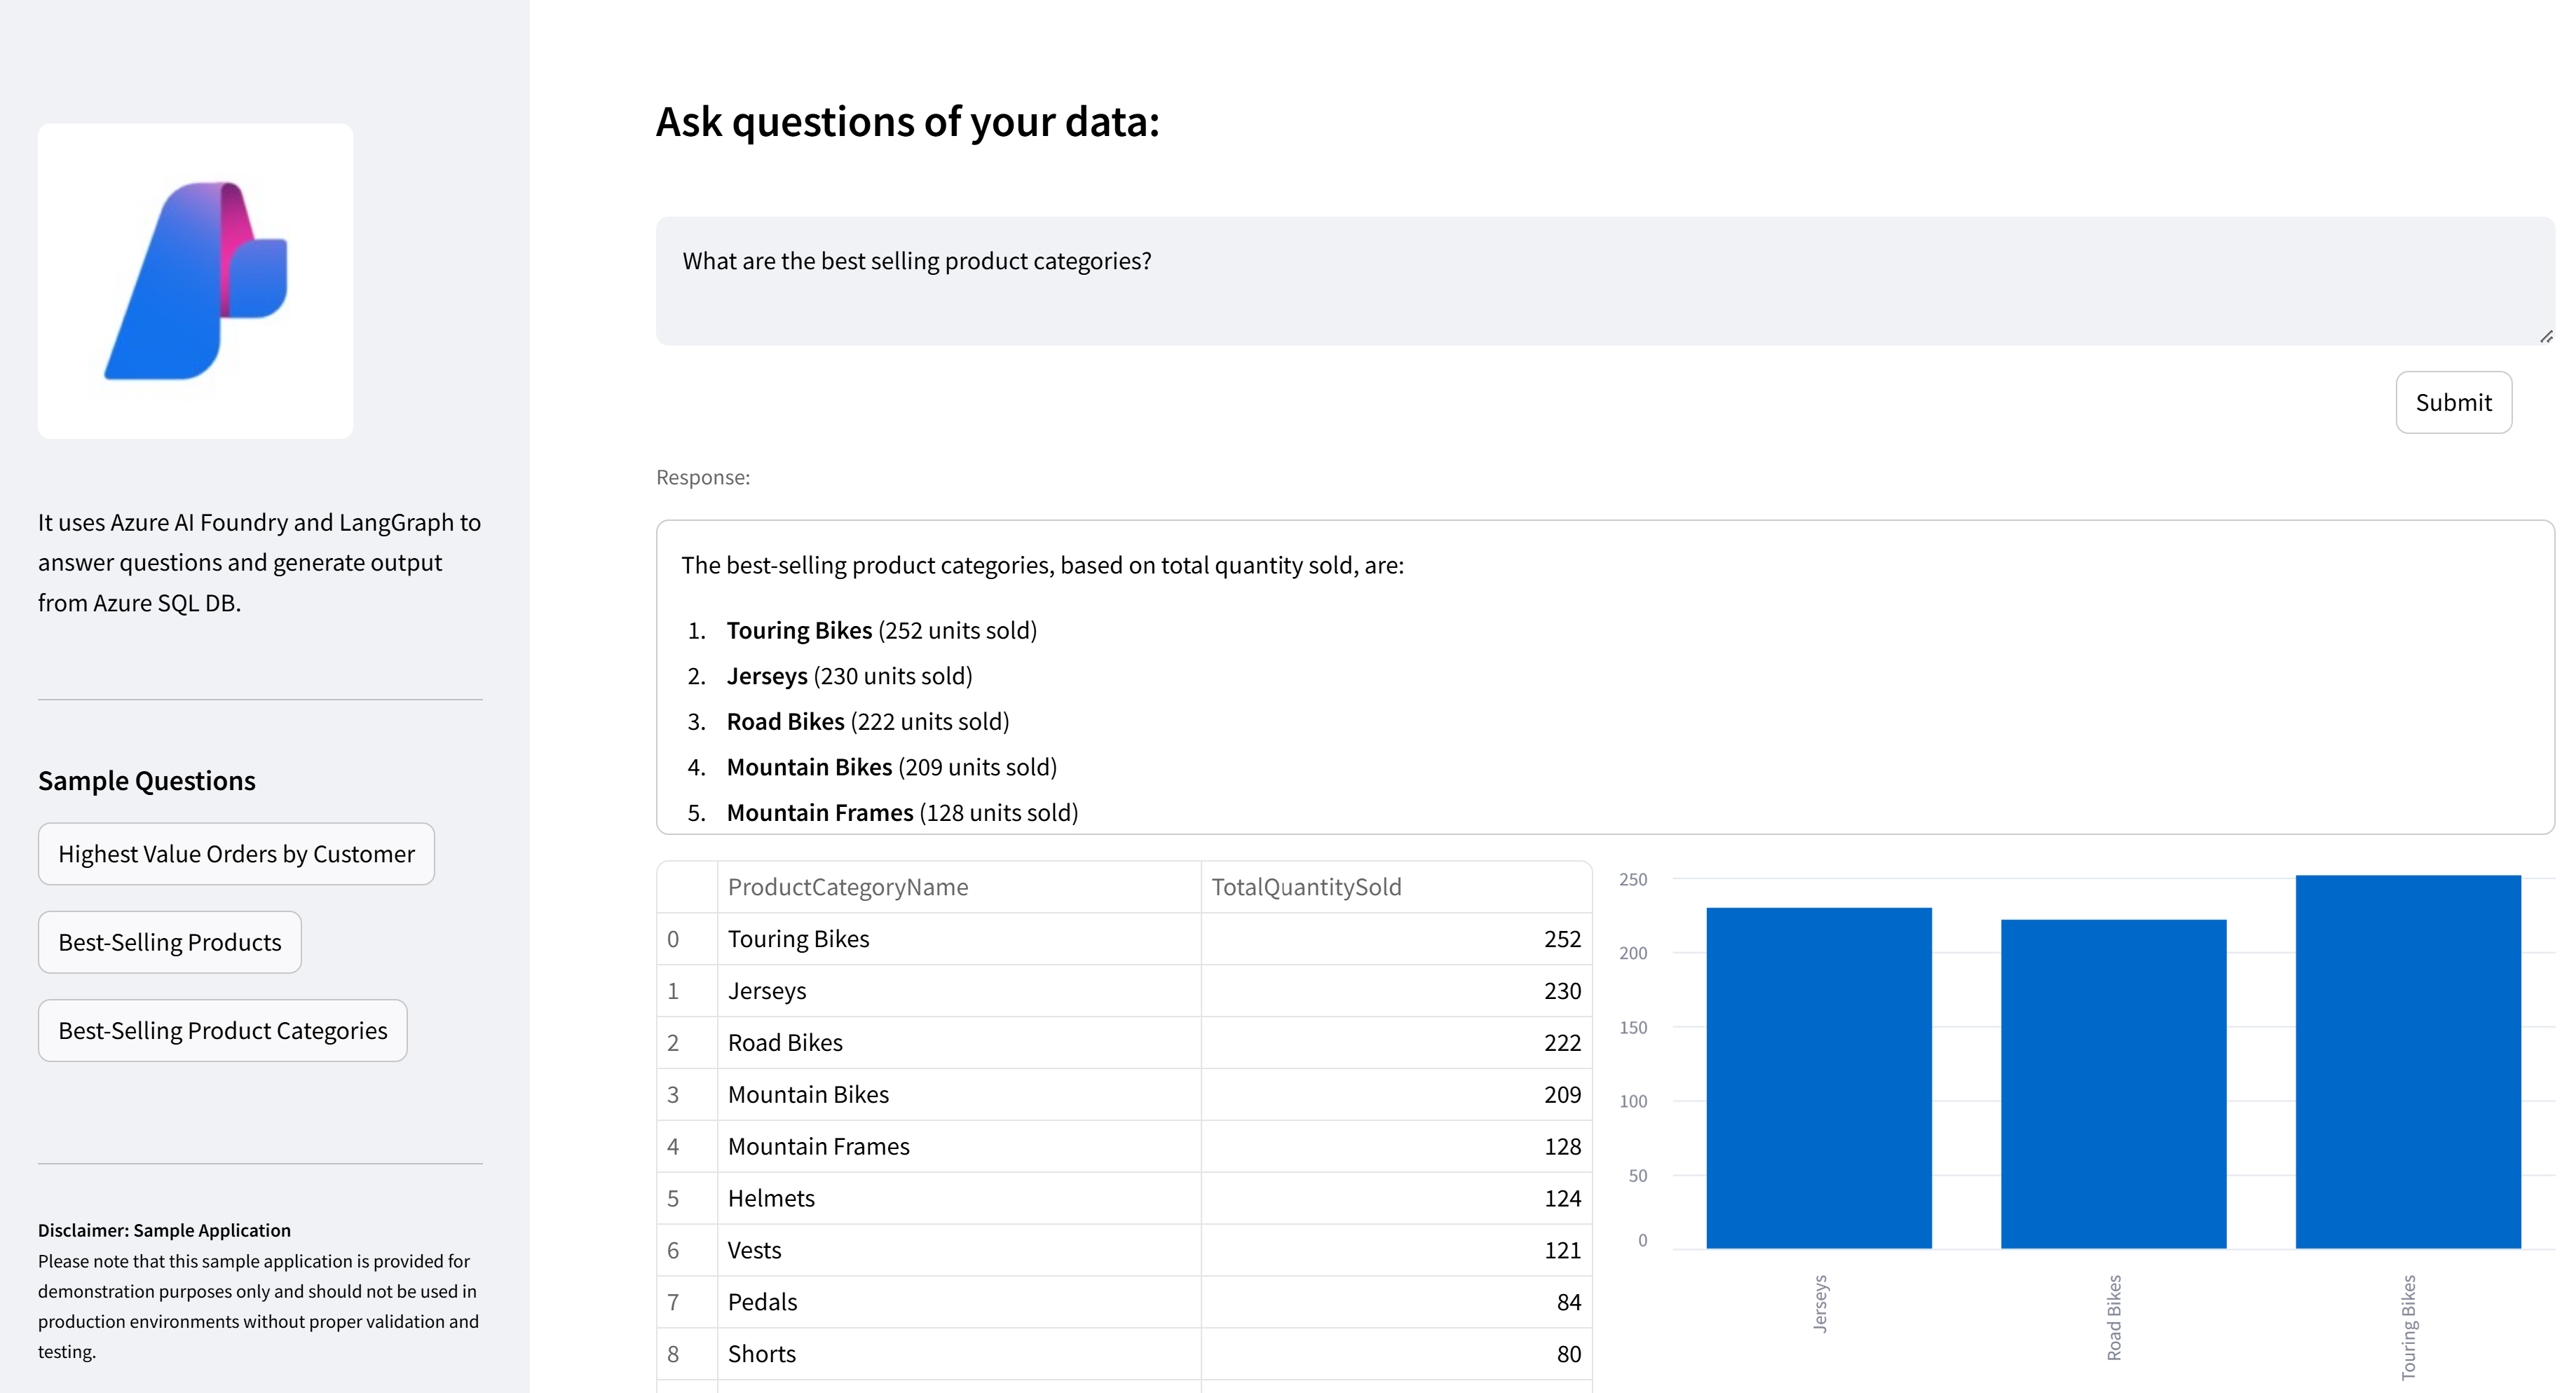 It uses Azure AI Foundry and LangGraph to
answer questions and generate output
from Azure SQL DB.
Sample Questions
Highest Value Orders by Customer
Best-Selling Products
Best-Selling Product Categories
Disclaimer: Sample Application
Please note that this sample application is provided for
demonstration purposes only and should not be used in
production environments without proper validation and
testing.
Ask questions of your data:
What are the best selling product categories?
Submit
Response:
The best-selling product categories, based on total quantity sold, are:
1. Touring Bikes (252 units sold)
2. Jerseys (230 units sold)
3. Road Bikes (222 units sold)
4. Mountain Bikes (209 units sold)
5. Mountain Frames (128 units sold)
ProductCategoryName TotalQuantitySold
0 Touring Bikes 252
1 Jerseys 230
2 Road Bikes 222
3 Mountain Bikes 209
4 Mountain Frames 128
5 Helmets 124
6 Vests 121
7 Pedals 84
8 Shorts 80
250
200
150
100
50
0
Jerseys
Road Bikes
Touring Bikes